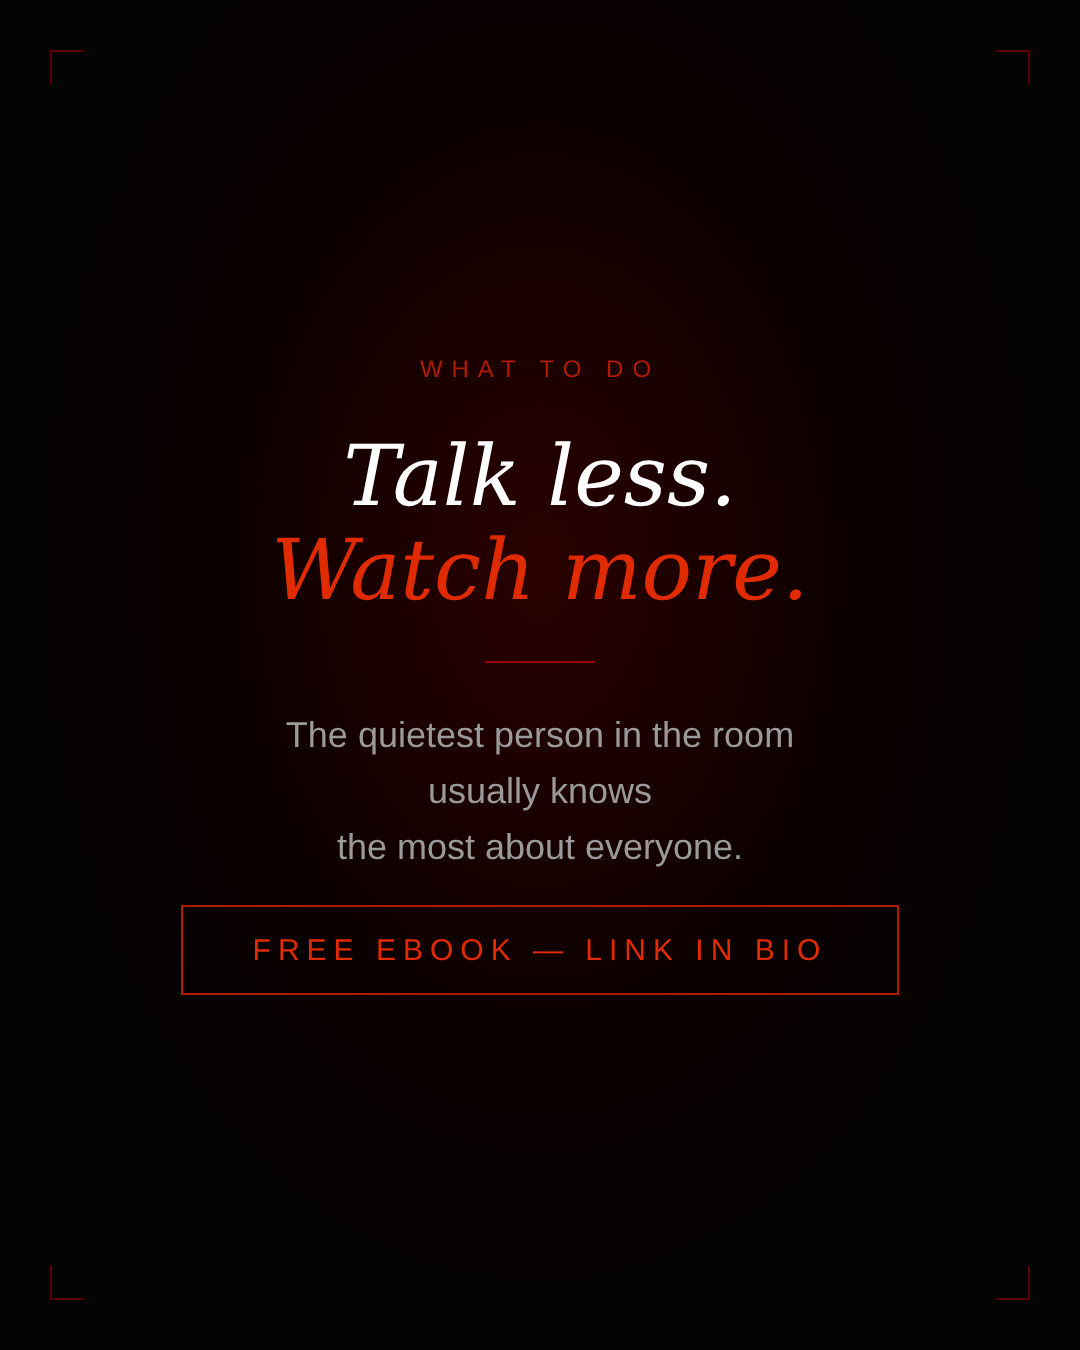 WHAT TO DO
Talk less.
Watch more.
The quietest person in the room
usually knows
the most about everyone.
FREE EBOOK — LINK IN BIO